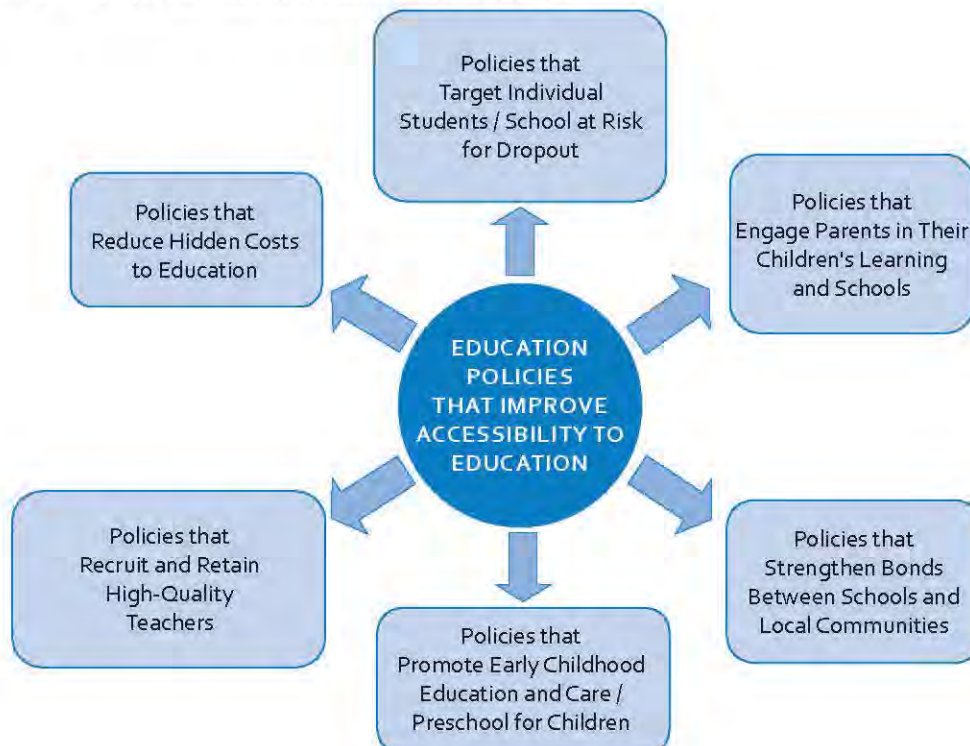 Policies that
Target Individual
Students / School at Risk
for Dropout
Policies that
Reduce Hidden Costs
to Education
Policies that
Engage Parents in Their
Children's Learning
and Schools
EDUCATION
POLICIES
THAT IMPROVE
ACCESSIBILITY TO
EDUCATION
Policies that
Recruit and Retain
High-Quality
Teachers
Policies that
Strengthen Bonds
Between Schools and
Local Communities
Policies that
Promote Early Childhood
Education and Care /
Preschool for Children